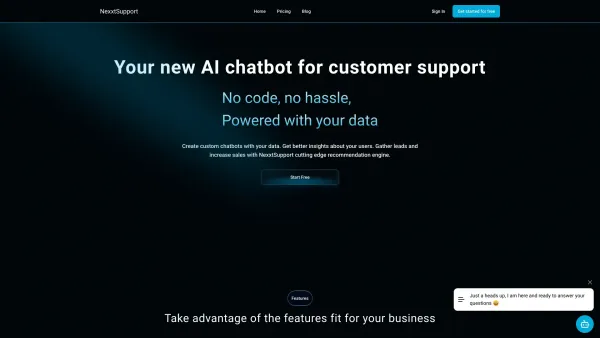 NexxtSupport
Home
Pricing
Blog
Sign In
Get started for free
Your new AI chatbot for customer support
No code, no hassle,
Powered with your data
Create custom chatbots with your data. Get better insights about your users. Gather leads and
increase sales with NexxtSupport cutting edge recommendation engine.
Start Free
Features
Take advantage of the features fit for your business
Just a heads up, I am here and ready to answer your
questions 😀